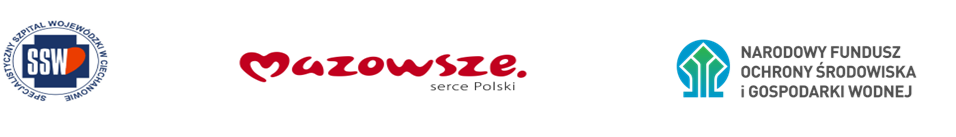 SPECJALISTYCZNY SZPITAL WOJEWÓDZKI W CIECHANOWIE
SSW
Mazowsze.
serce Polski
NARODOWY FUNDUSZ
OCHRONY ŚRODOWISKA
i GOSPODARKI WODNEJ